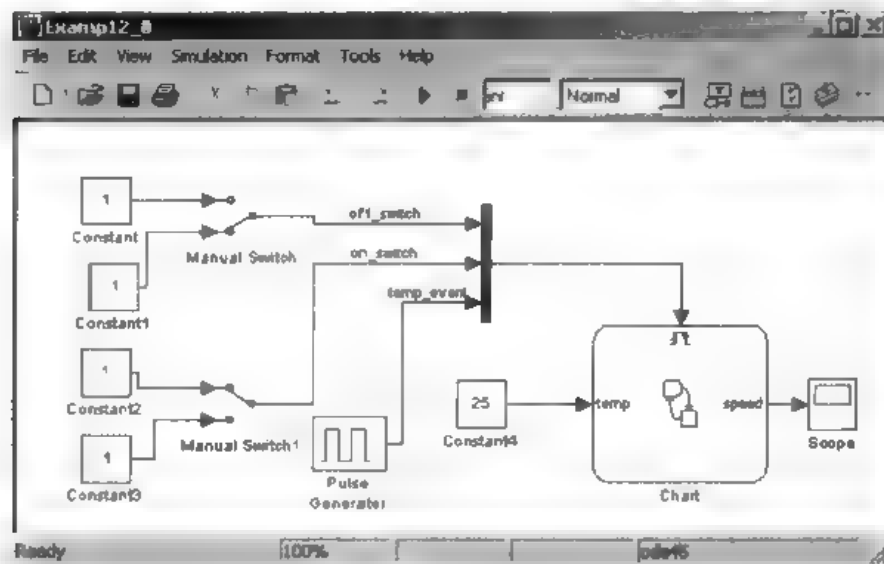 Examp12_8
File Edit View Simulation Format Tools Help
Normal
1
Constant
1
Constant1
Manual Switch
off_switch
on_switch
temp_event
1
Constant2
1
Constant3
Manual Switch1
Pulse
Generator
25
Constant4
temp
speed
Chart
Scope
Ready
100%
ode45